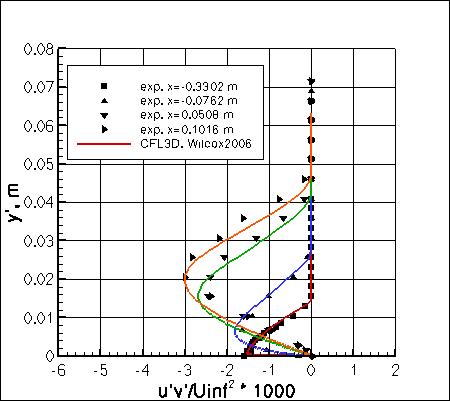 0.08
0.07
0.06
0.05
0.04
0.03
0.02
0.01
0
y', m
exp. x=-0.3302 m
exp. x=-0.0762 m
exp. x=0.0508 m
exp. x=0.1016 m
CFL3D, Wilcox2006
-6 -5 -4 -3 -2 -1 0 1
u'v'/Uinf² * 1000